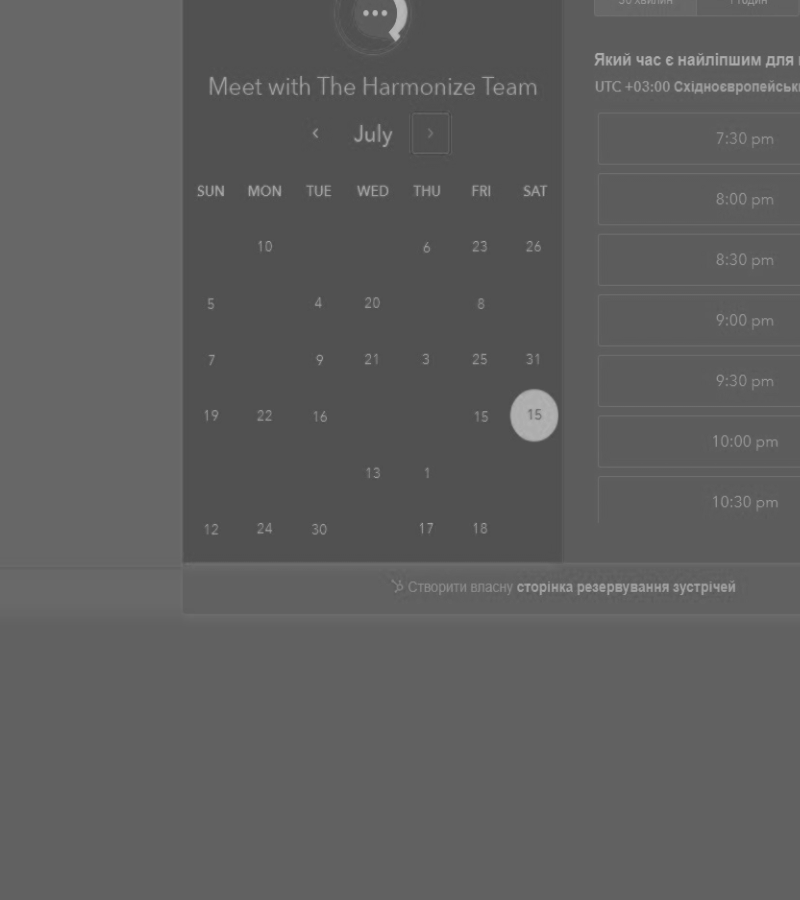 30 хвилин 1 годин
Meet with The Harmonize Team
July
SUN MON TUE WED THU FRI SAT
10 6 23 26
5 4 20 8
7 9 21 3 25 31
19 22 16 15 15
13 1
12 24 30 17 18
Який час є найліпшим для
UTC +03:00 Східноєвропейськ
7:30 pm
8:00 pm
8:30 pm
9:00 pm
9:30 pm
10:00 pm
10:30 pm
Створити власну сторінка резервування зустрічей